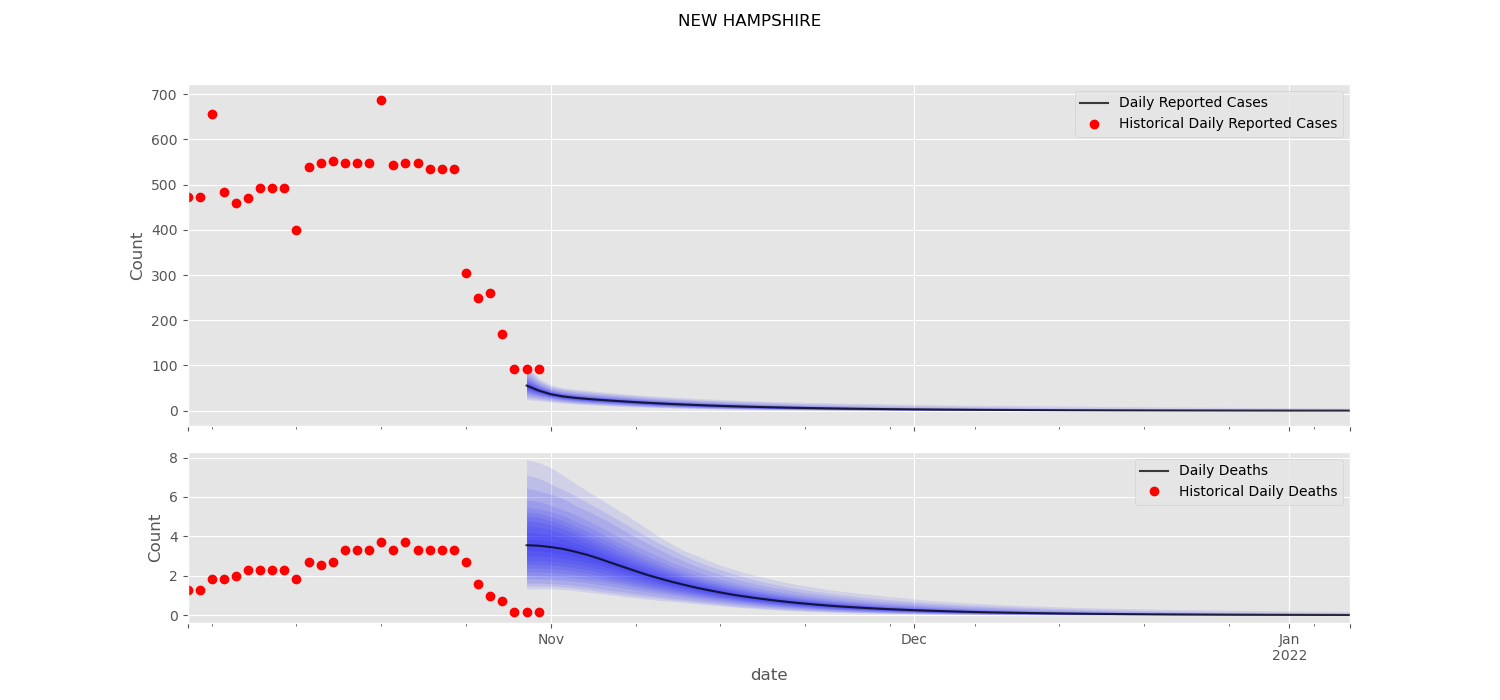 NEW HAMPSHIRE
700
600
500
400
300
200
100
0
Count
Daily Reported Cases
Historical Daily Reported Cases
8
6
4
2
0
Count
Daily Deaths
Historical Daily Deaths
Nov
Dec
Jan
2022
date